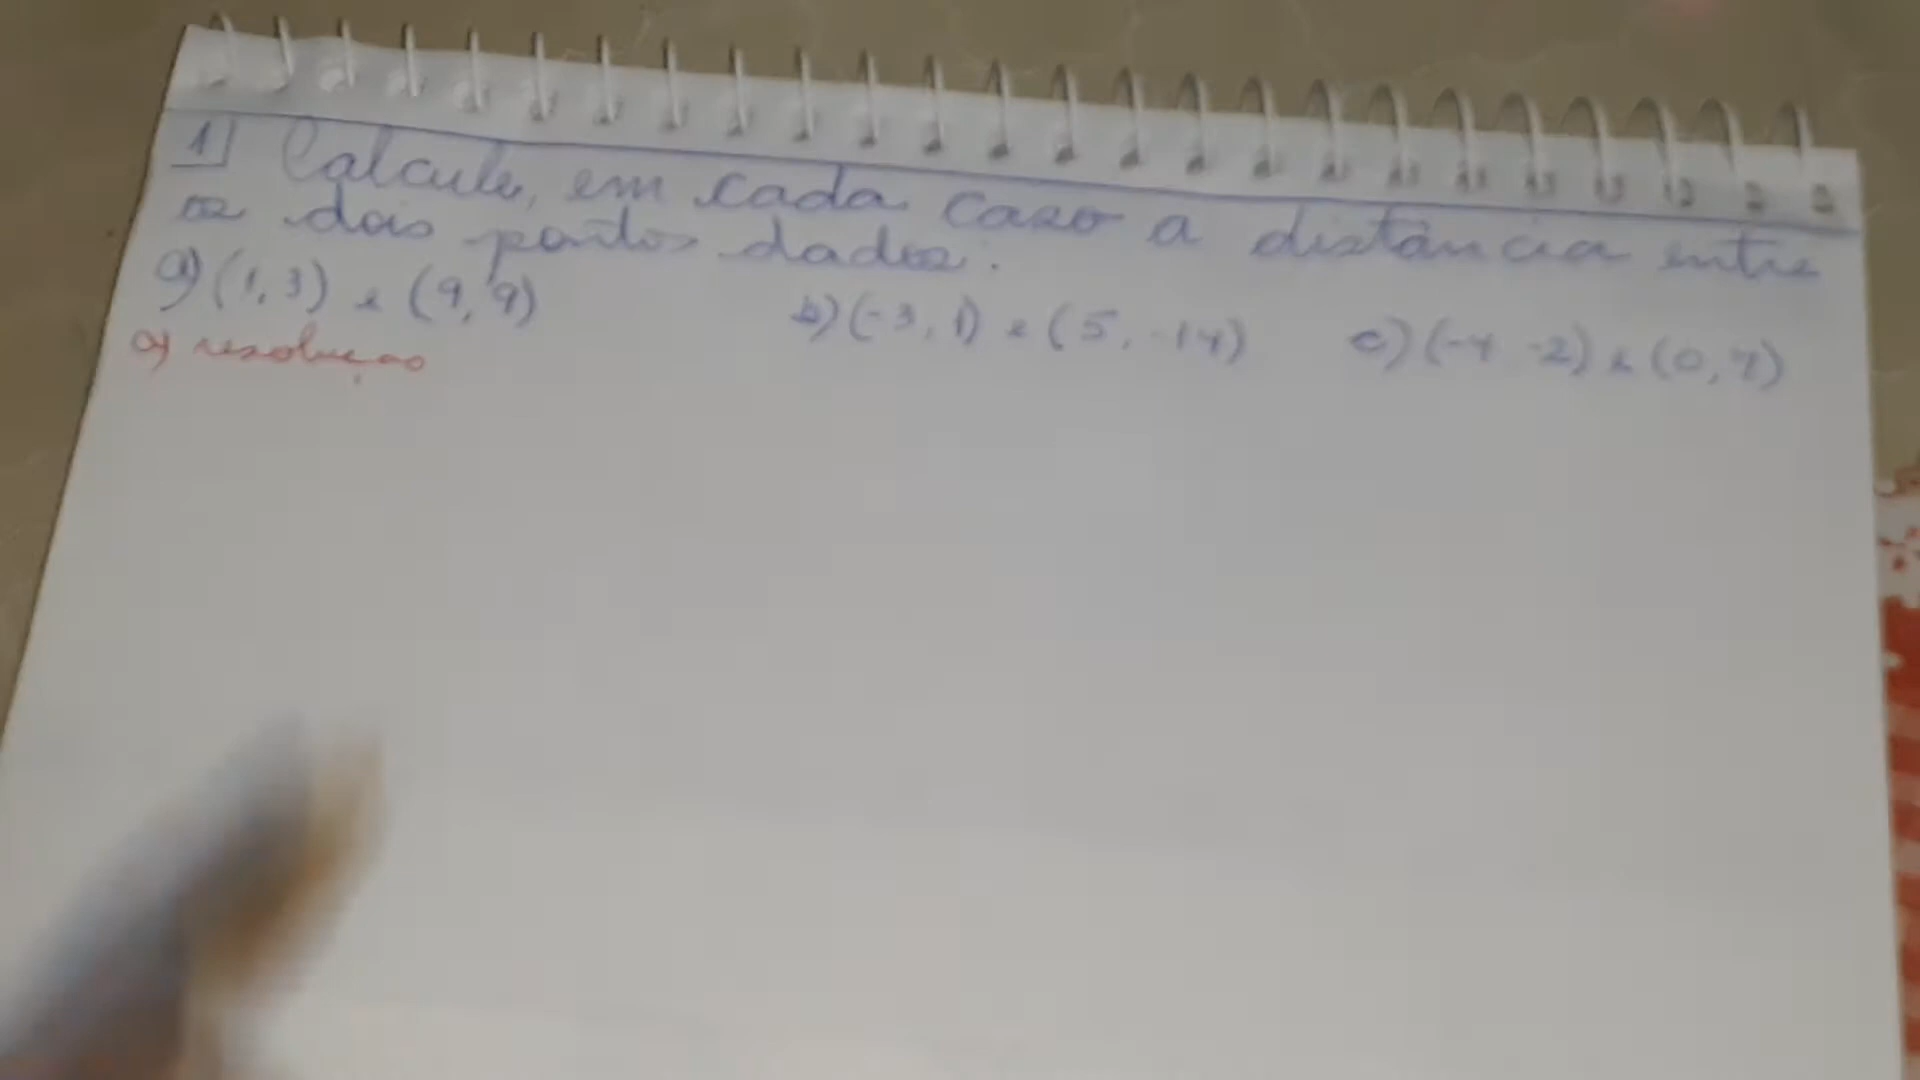 1 Calcule, em cada caso a distância entre
os dois pontos dados:
a) (1, 3) e (9, 9) b) (-3, 1) e (5, -14) c) (-4 -2) e (0, 7)
a) resolução